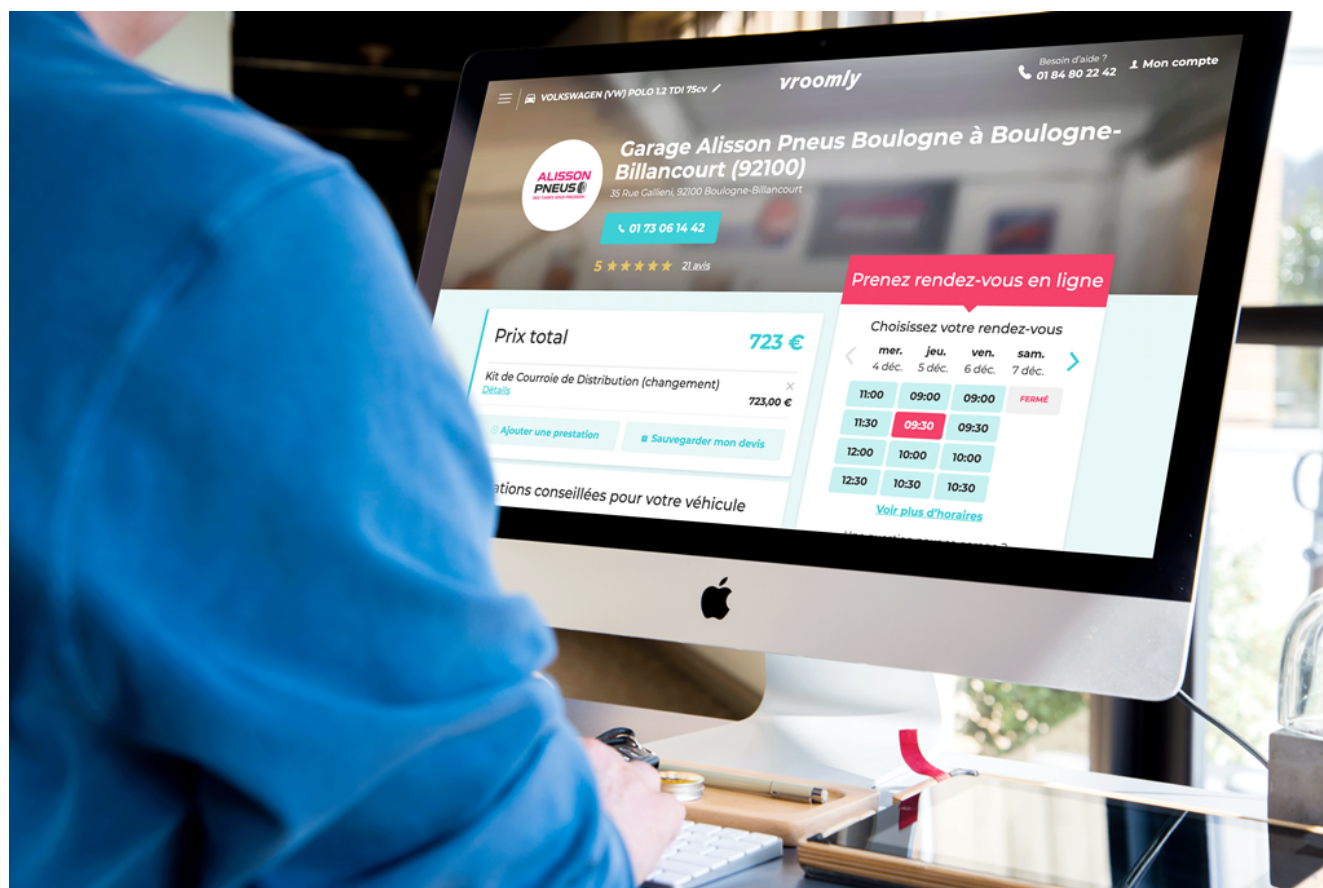 VOLKSWAGEN (VW) POLO 1.2 TDI 75cv
vroomly
Besoin d'aide ?
01 84 80 22 42
Mon compte
ALISSON
PNEUS
Garage Alisson Pneus Boulogne à Boulogne-
Billancourt (92100)
35 Rue Gallieni, 92100 Boulogne-Billancourt
01 73 06 14 42
5 ★★★★★ 21 avis
Prix total
723 €
Kit de Courroie de Distribution (changement)
Détails
723,00 €
Ajouter une prestation
Sauvegarder mon devis
ations conseillées pour votre véhicule
Prenez rendez-vous en ligne
Choisissez votre rendez-vous
mer. jeu. ven. sam.
4 déc. 5 déc. 6 déc. 7 déc.
11:00 09:00 09:00 FERMÉ
11:30 09:30 09:30
12:00 10:00 10:00
12:30 10:30 10:30
Voir plus d'horaires